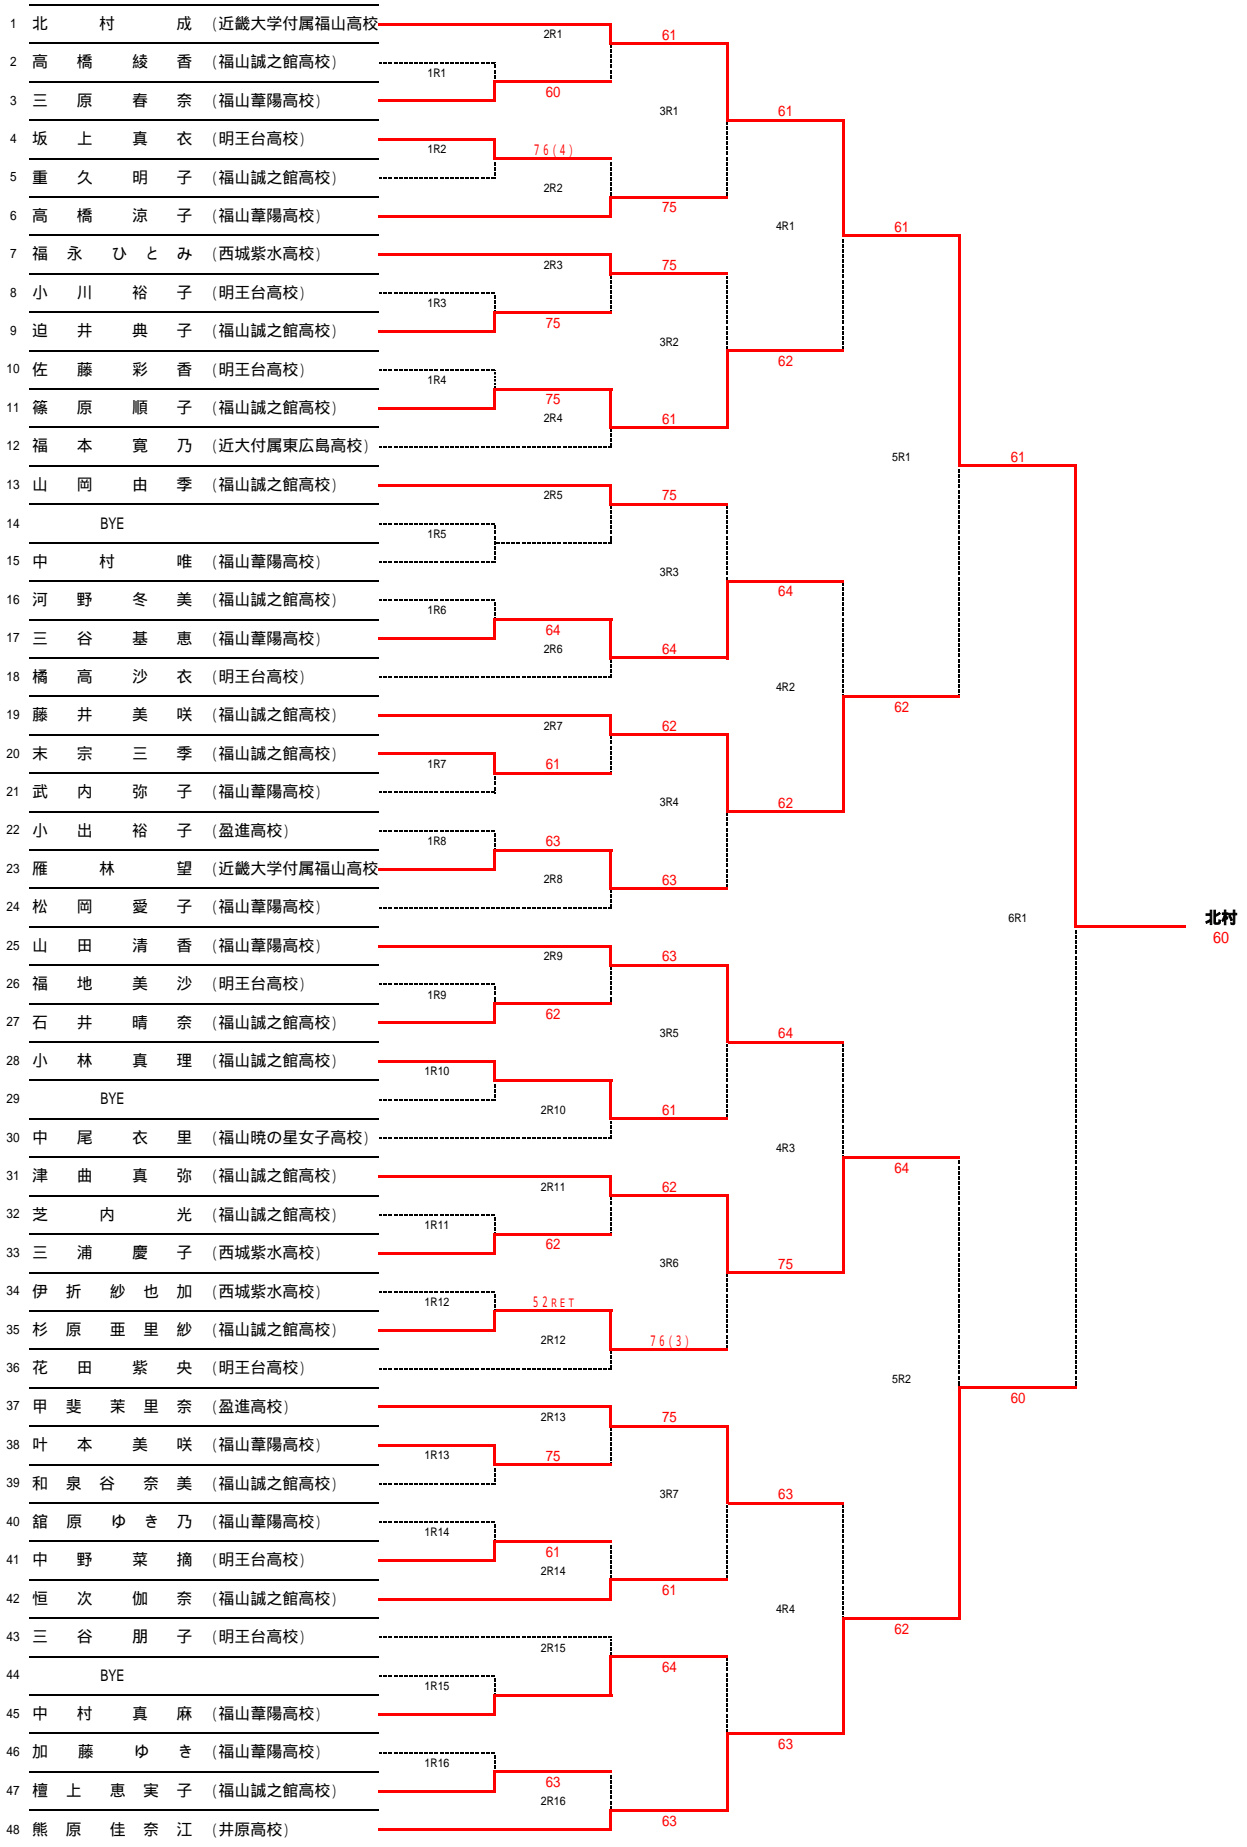 1 北村 成 (近畿大学付属福山高校
2R1 61
2 高橋 綾香 (福山誠之館高校)
1R1
60
3 三原 春奈 (福山葦陽高校)
3R1 61
4 坂上 真衣 (明王台高校)
1R2 76(4)
5 重久 明子 (福山誠之館高校)
2R2
75
6 高橋 涼子 (福山葦陽高校)
4R1 61
7 福永 ひとみ (西城紫水高校)
2R3 75
8 小川 裕子 (明王台高校)
1R3
75
9 迫井 典子 (福山誠之館高校)
3R2
62
10 佐藤 彩香 (明王台高校)
1R4
75
11 篠原 順子 (福山誠之館高校)
2R4 61
12 福本 寛乃 (近大付属東広島高校)
5R1 61
13 山岡 由季 (福山誠之館高校)
2R5 75
14 BYE
1R5
15 中村 唯 (福山葦陽高校)
3R3
64
16 河野 冬美 (福山誠之館高校)
1R6
64
17 三谷 基恵 (福山葦陽高校)
2R6 64
18 橘高 沙衣 (明王台高校)
4R2
62
19 藤井 美咲 (福山誠之館高校)
2R7 62
20 末宗 三季 (福山誠之館高校)
1R7 61
21 武内 弥子 (福山葦陽高校)
3R4 62
22 小出 裕子 (盈進高校)
1R8 63
23 雁林 望 (近畿大学付属福山高校
2R8 63
24 松岡 愛子 (福山葦陽高校)
6R1 北村
60
25 山田 清香 (福山葦陽高校)
2R9 63
26 福地 美沙 (明王台高校)
1R9
62
27 石井 晴奈 (福山誠之館高校)
3R5 64
28 小林 真理 (福山誠之館高校)
1R10
29 BYE
2R10 61
30 中尾 衣里 (福山暁の星女子高校)
4R3
64
31 津曲 真弥 (福山誠之館高校)
2R11 62
32 芝内 光 (福山誠之館高校)
1R11
62
33 三浦 慶子 (西城紫水高校)
3R6 75
34 伊折 紗也加 (西城紫水高校)
1R12 52RET
35 杉原 亜里紗 (福山誠之館高校)
2R12 76(3)
36 花田 紫央 (明王台高校)
5R2
60
37 甲斐 茉里奈 (盈進高校)
2R13 75
38 叶本 美咲 (福山葦陽高校)
1R13 75
39 和泉谷 奈美 (福山誠之館高校)
3R7 63
40 舘原 ゆき乃 (福山葦陽高校)
1R14
61
41 中野 菜摘 (明王台高校)
2R14
61
42 恒次 伽奈 (福山誠之館高校)
4R4
62
43 三谷 朋子 (明王台高校)
2R15
64
44 BYE
1R15
45 中村 真麻 (福山葦陽高校)
63
46 加藤 ゆき (福山葦陽高校)
1R16
63
47 檀上 恵実子 (福山誠之館高校)
2R16
63
48 熊原 佳奈江 (井原高校)